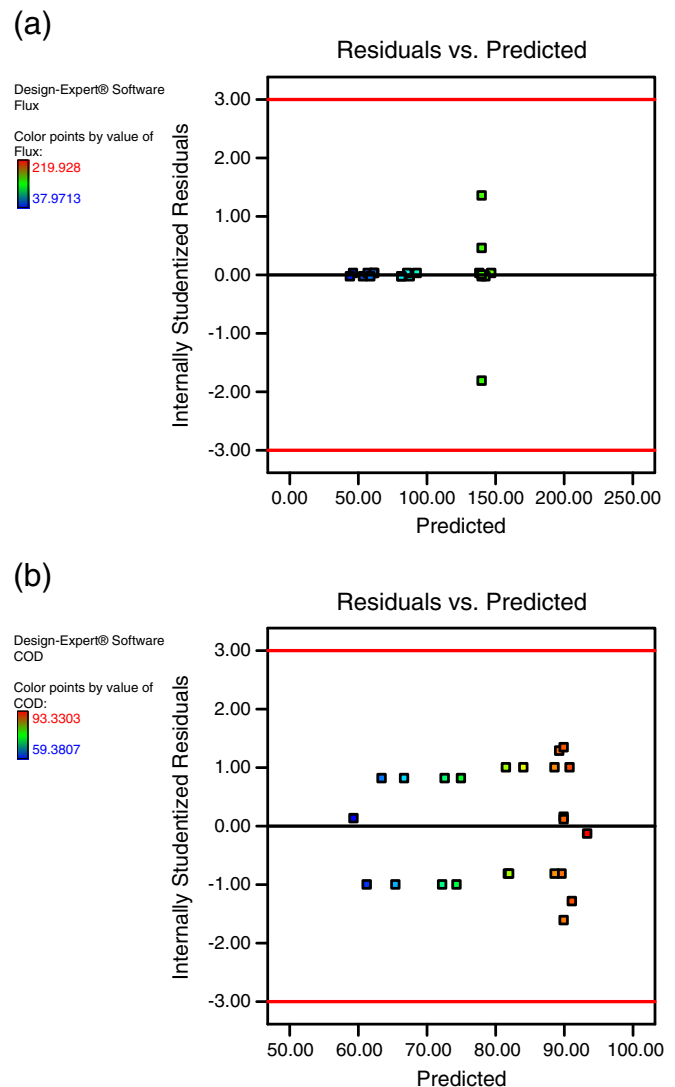 (a)
Residuals vs. Predicted
Design-Expert® Software
Flux
Color points by value of
Flux:
219.928
37.9713
Internally Studentized Residuals
3.00
2.00
1.00
0.00
-1.00
-2.00
-3.00
0.00 50.00 100.00 150.00 200.00 250.00
Predicted
(b)
Residuals vs. Predicted
Design-Expert® Software
COD
Color points by value of
COD:
93.3303
59.3807
Internally Studentized Residuals
3.00
2.00
1.00
0.00
-1.00
-2.00
-3.00
50.00 60.00 70.00 80.00 90.00 100.00
Predicted